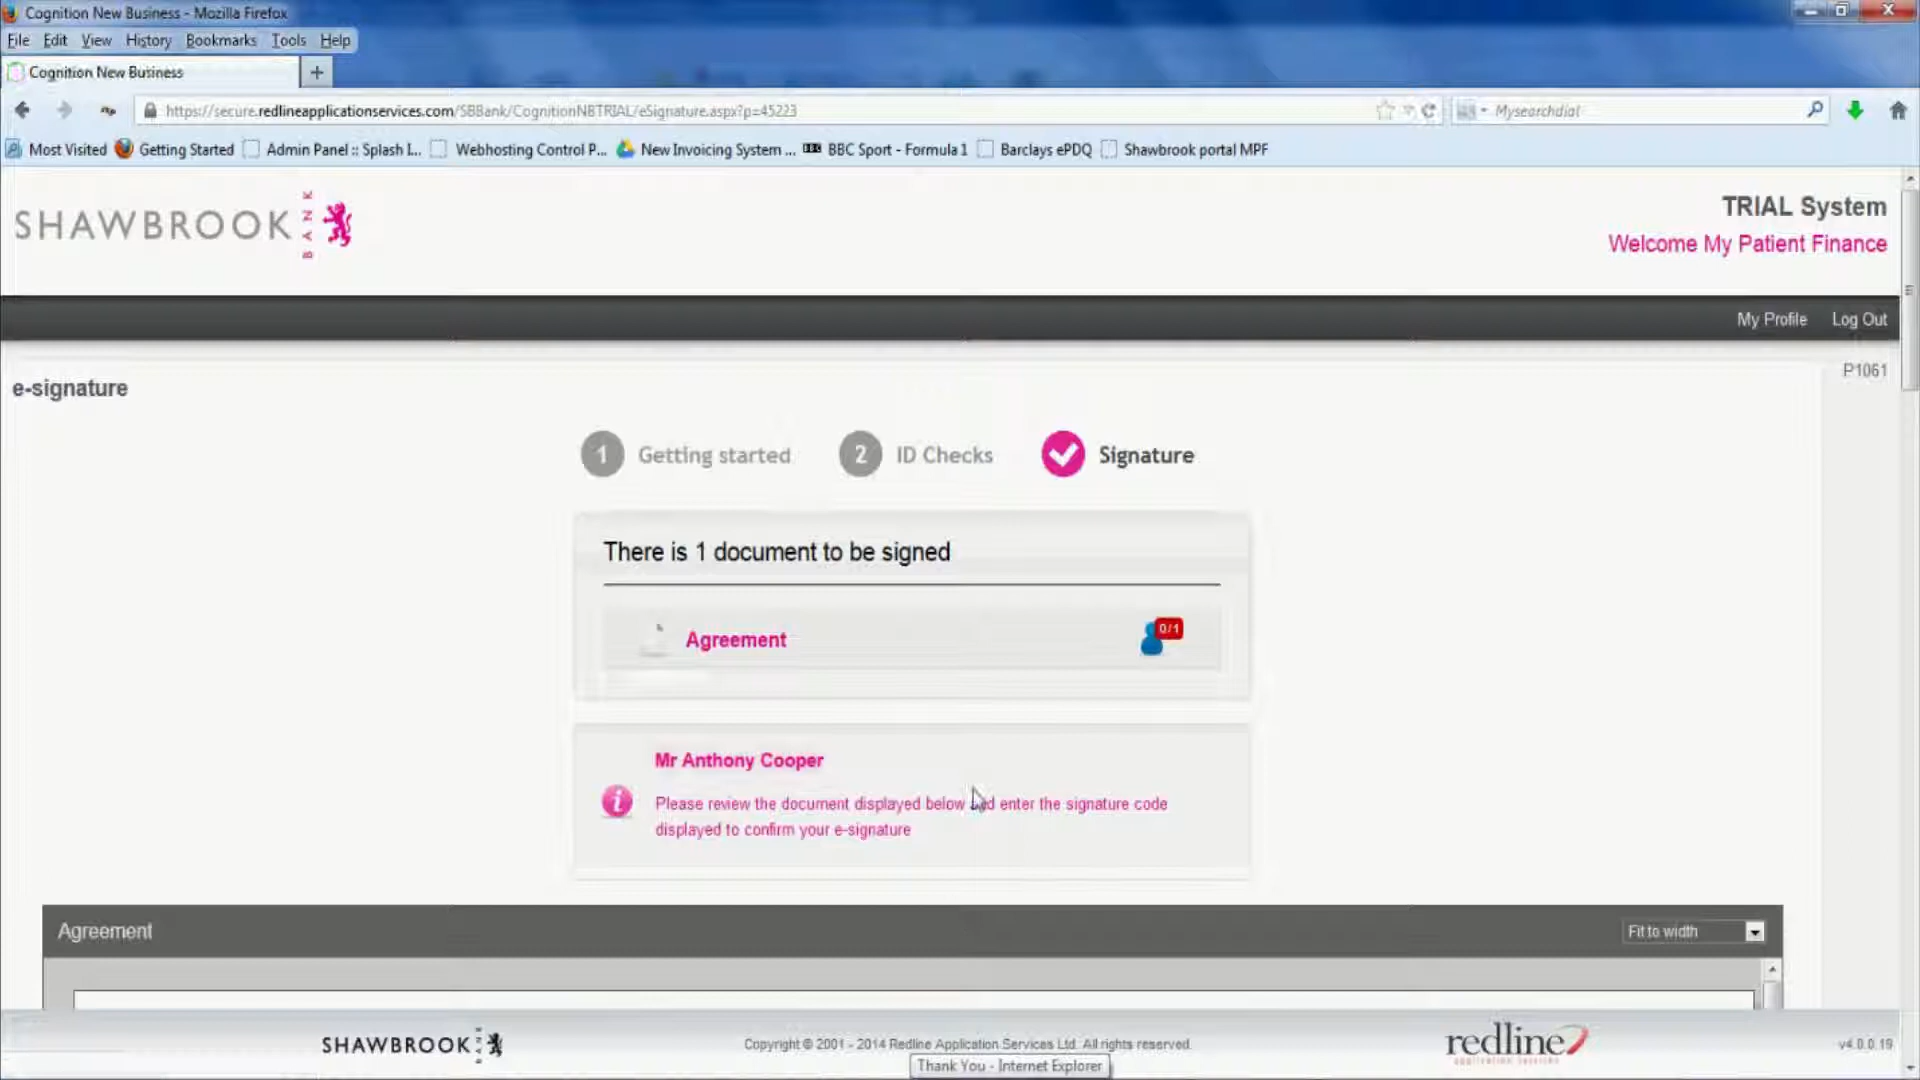 Cognition New Business - Mozilla Firefox
File Edit View History Bookmarks Tools Help
Cognition New Business
https://secure.redlineapplicationservices.com/SBBank/CognitionNBTRIAL/eSignature.aspx?p=45223
Mysearchdial
Most Visited Getting Started Admin Panel :: Splash I... Webhosting Control P... New Invoicing System ... BBC Sport - Formula 1 Barclays ePDQ Shawbrook portal MPF
SHAWBROOK BANK
TRIAL System
Welcome My Patient Finance
My Profile Log Out
P1061
e-signature
1 Getting started 2 ID Checks Signature
There is 1 document to be signed
Agreement 0/1
Mr Anthony Cooper
Please review the document displayed below and enter the signature code
displayed to confirm your e-signature
Agreement Fit to width
SHAWBROOK BANK
Copyright © 2001 - 2014 Redline Application Services Ltd. All rights reserved.
redline
application services
v4.0.0.19
Thank You - Internet Explorer